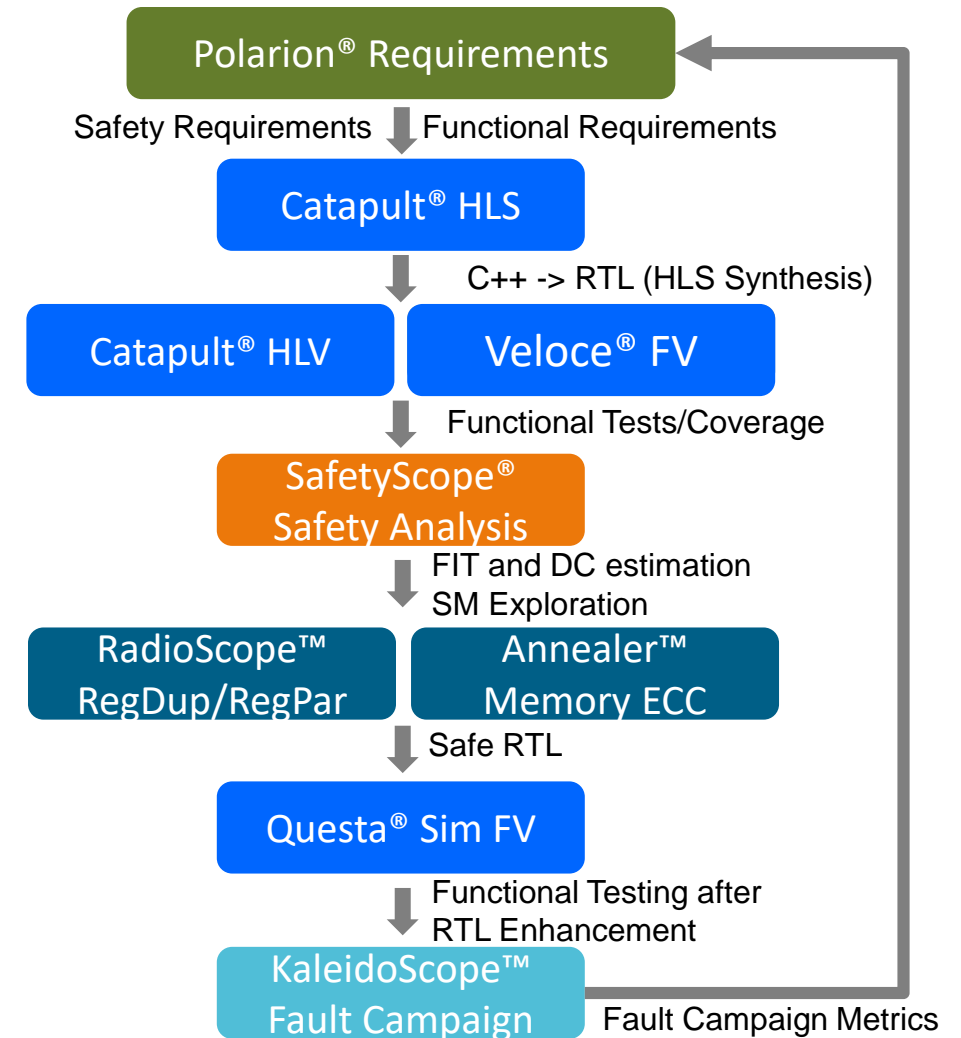 Polarion® Requirements
Safety Requirements
Functional Requirements
Catapult® HLS
C++ -> RTL (HLS Synthesis)
Catapult® HLV
Veloce® FV
Functional Tests/Coverage
SafetyScope®
Safety Analysis
FIT and DC estimation
SM Exploration
RadioScope™
RegDup/RegPar
Annealer™
Memory ECC
Safe RTL
Questa® Sim FV
Functional Testing after
RTL Enhancement
KaleidoScope™
Fault Campaign
Fault Campaign Metrics